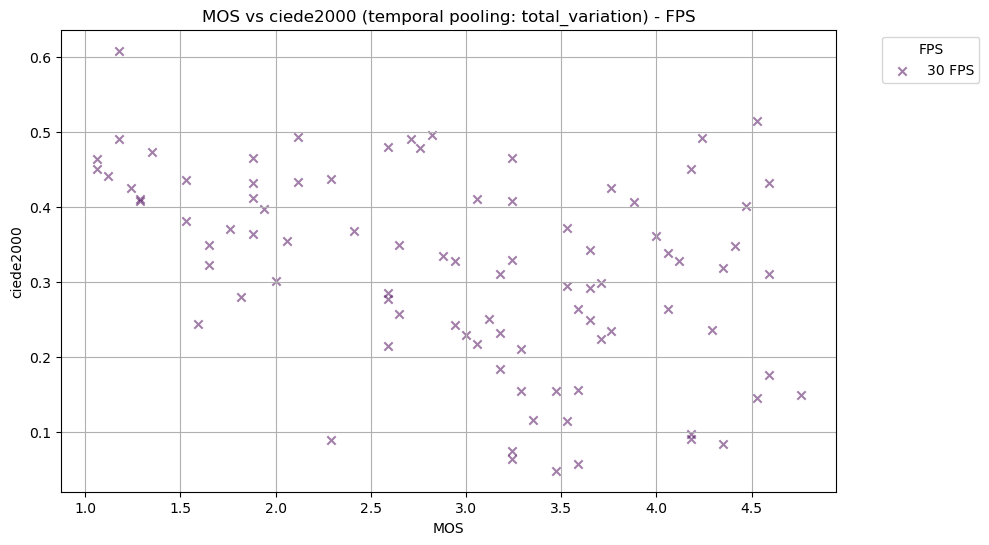 MOS vs ciede2000 (temporal pooling: total_variation) - FPS
FPS
30 FPS
0.6
0.5
0.4
0.3
0.2
0.1
ciede2000
1.0 1.5 2.0 2.5 3.0 3.5 4.0 4.5
MOS